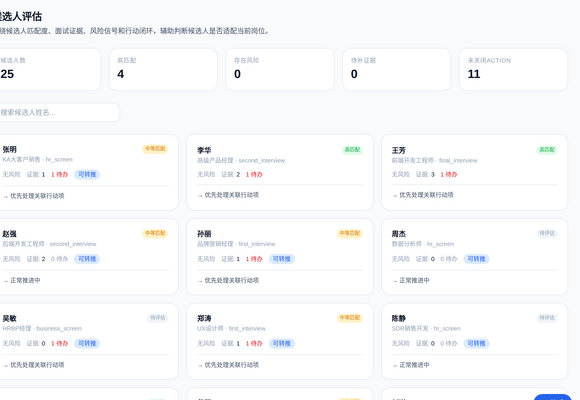 候选人评估
绕候选人匹配度、面试证据、风险信号和行动闭环，辅助判断候选人是否适配当前岗位。
候选人数
25
高匹配
4
存在风险
0
待补证据
0
未关闭ACTION
11
搜索候选人姓名...
张明 中等匹配
KA大客户销售 · hr_screen
无风险 证据: 1 1 待办 可转推
→ 优先处理关联行动项
李华 高匹配
高级产品经理 · second_interview
无风险 证据: 2 1 待办
→ 优先处理关联行动项
王芳 高匹配
前端开发工程师 · final_interview
无风险 证据: 3 1 待办
→ 优先处理关联行动项
赵强 中等匹配
后端开发工程师 · second_interview
无风险 证据: 2 0 待办 可转推
→ 正常推进中
孙丽 中等匹配
品牌营销经理 · first_interview
无风险 证据: 1 1 待办 可转推
→ 优先处理关联行动项
周杰 待评估
数据分析师 · hr_screen
无风险 证据: 0 0 待办 可转推
→ 正常推进中
吴敏 待评估
HRBP经理 · business_screen
无风险 证据: 0 1 待办 可转推
→ 优先处理关联行动项
郑涛 中等匹配
UX设计师 · first_interview
无风险 证据: 1 1 待办 可转推
→ 优先处理关联行动项
陈静 待评估
SDR销售开发 · hr_screen
无风险 证据: 0 0 待办 可转推
→ 正常推进中